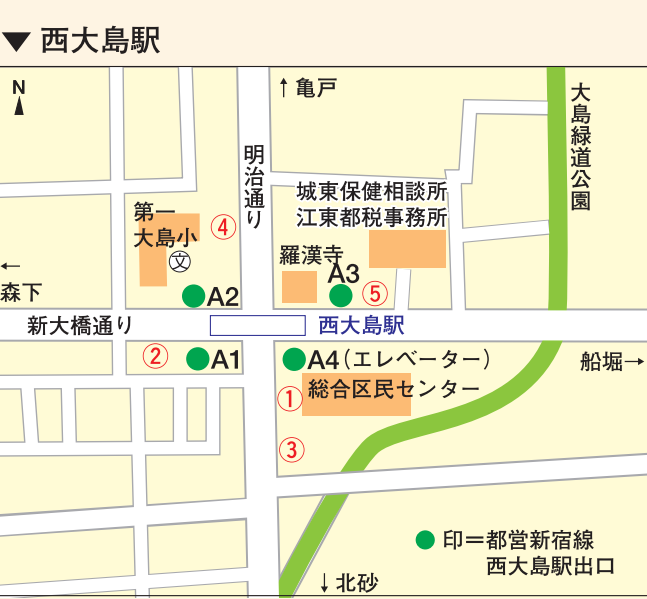 ▼ 西大島駅
N
↑亀戸
大島緑道公園
明治通り
城東保健相談所
江東都税事務所
第一
大島小
文
④
羅漢寺
←
森下
A2
A3
⑤
新大橋通り
西大島駅
②
A1
A4(エレベーター)
船堀→
①
総合区民センター
③
印＝都営新宿線
西大島駅出口
↓北砂